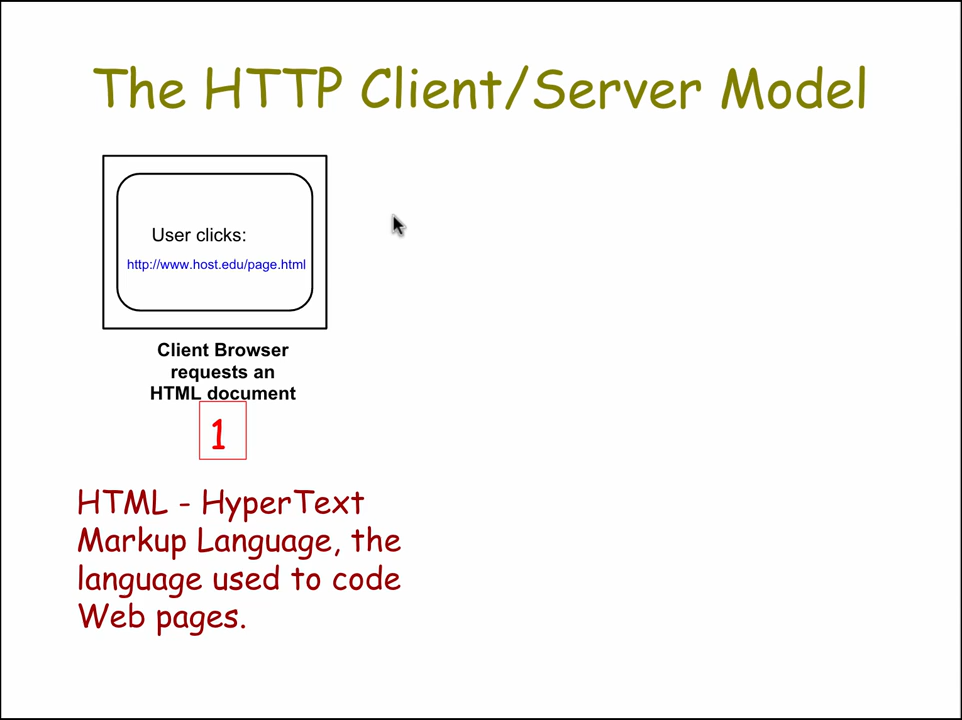 The HTTP Client/Server Model
User clicks:
http://www.host.edu/page.html
Client Browser
requests an
HTML document
1
HTML - HyperText
Markup Language, the
language used to code
Web pages.